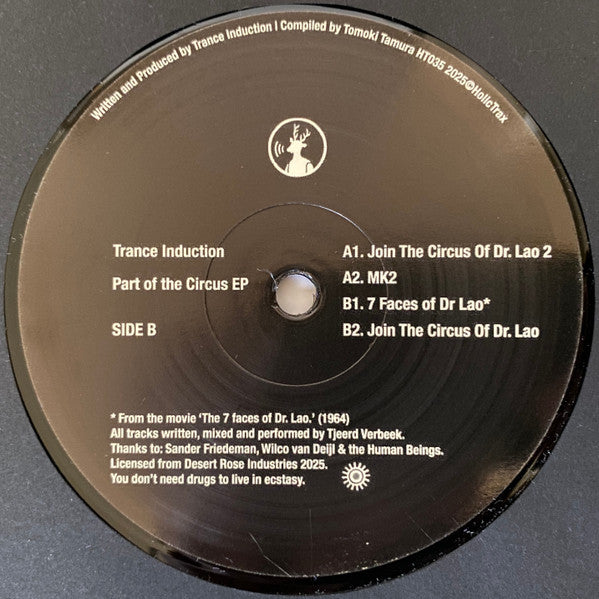 Written and Produced by Trance Induction | Compiled by Tomoki Tamura HT035 2025©HolicTrax
Trance Induction
Part of the Circus EP
SIDE B
A1. Join The Circus Of Dr. Lao 2
A2. MK2
B1. 7 Faces of Dr Lao*
B2. Join The Circus Of Dr. Lao
* From the movie ‘The 7 faces of Dr. Lao.’ (1964)
All tracks written, mixed and performed by Tjeerd Verbeek.
Thanks to: Sander Friedeman, Wilco van Deijl & the Human Beings.
Licensed from Desert Rose Industries 2025.
You don’t need drugs to live in ecstasy.